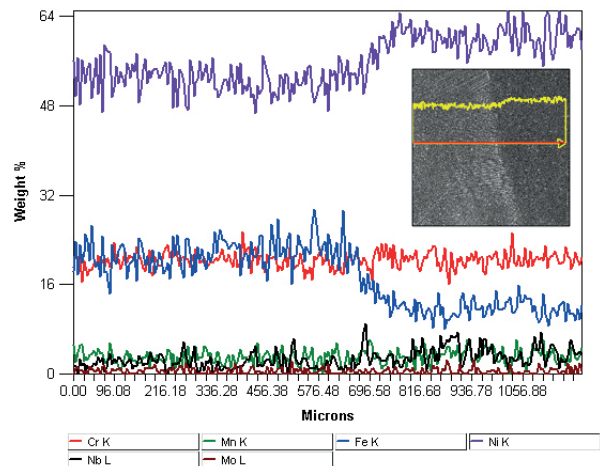 64
48
32
16
0
Weight %
0.00 96.08 216.18 336.28 456.38 576.48 696.58 816.68 936.78 1056.88
Microns
Cr K Mn K Fe K Ni K
Nb L Mo L